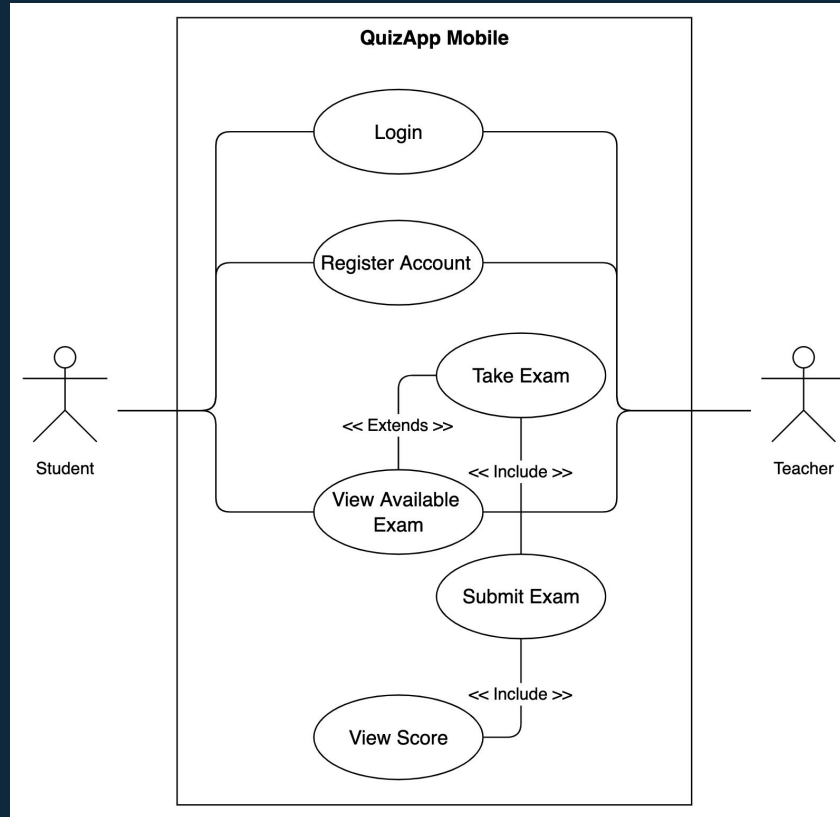 QuizApp Mobile
Login
Register Account
Take Exam
<< Extends >>
<< Include >>
Student
Teacher
View Available
Exam
Submit Exam
<< Include >>
View Score